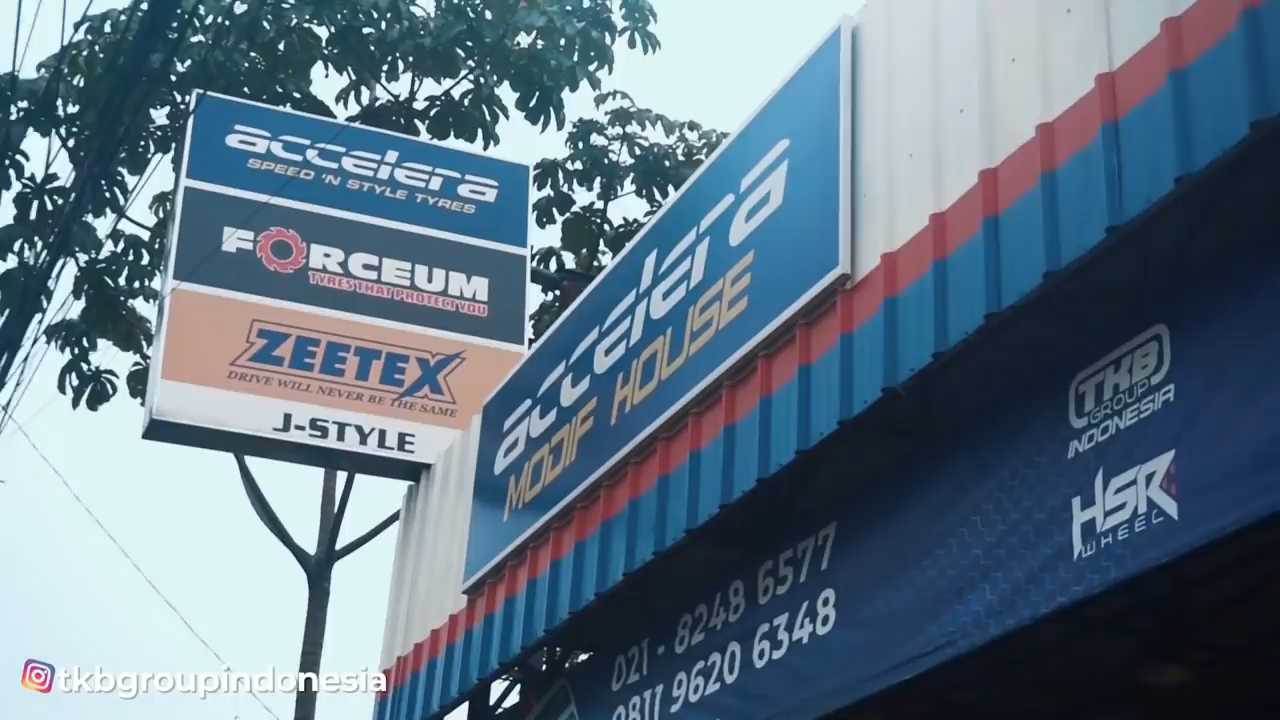 accelera
SPEED 'N STYLE TYRES
FORCEUM
TYRES THAT PROTECT YOU
ZEETEX
DRIVE WILL NEVER BE THE SAME
J-STYLE
accelera
MODIF HOUSE
TKB
GROUP
INDONESIA
HSR
WHEEL
021 - 8248 6577
0811 9620 6348
tkbgroupindonesia